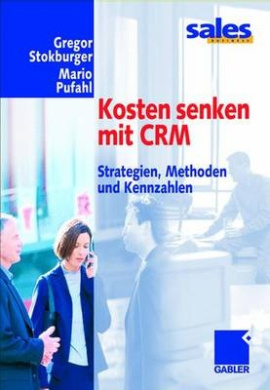 Gregor
Stokburger
Mario
Pufahl
sales
BUSINESS
Kosten senken
mit CRM
Strategien, Methoden
und Kennzahlen
GABLER